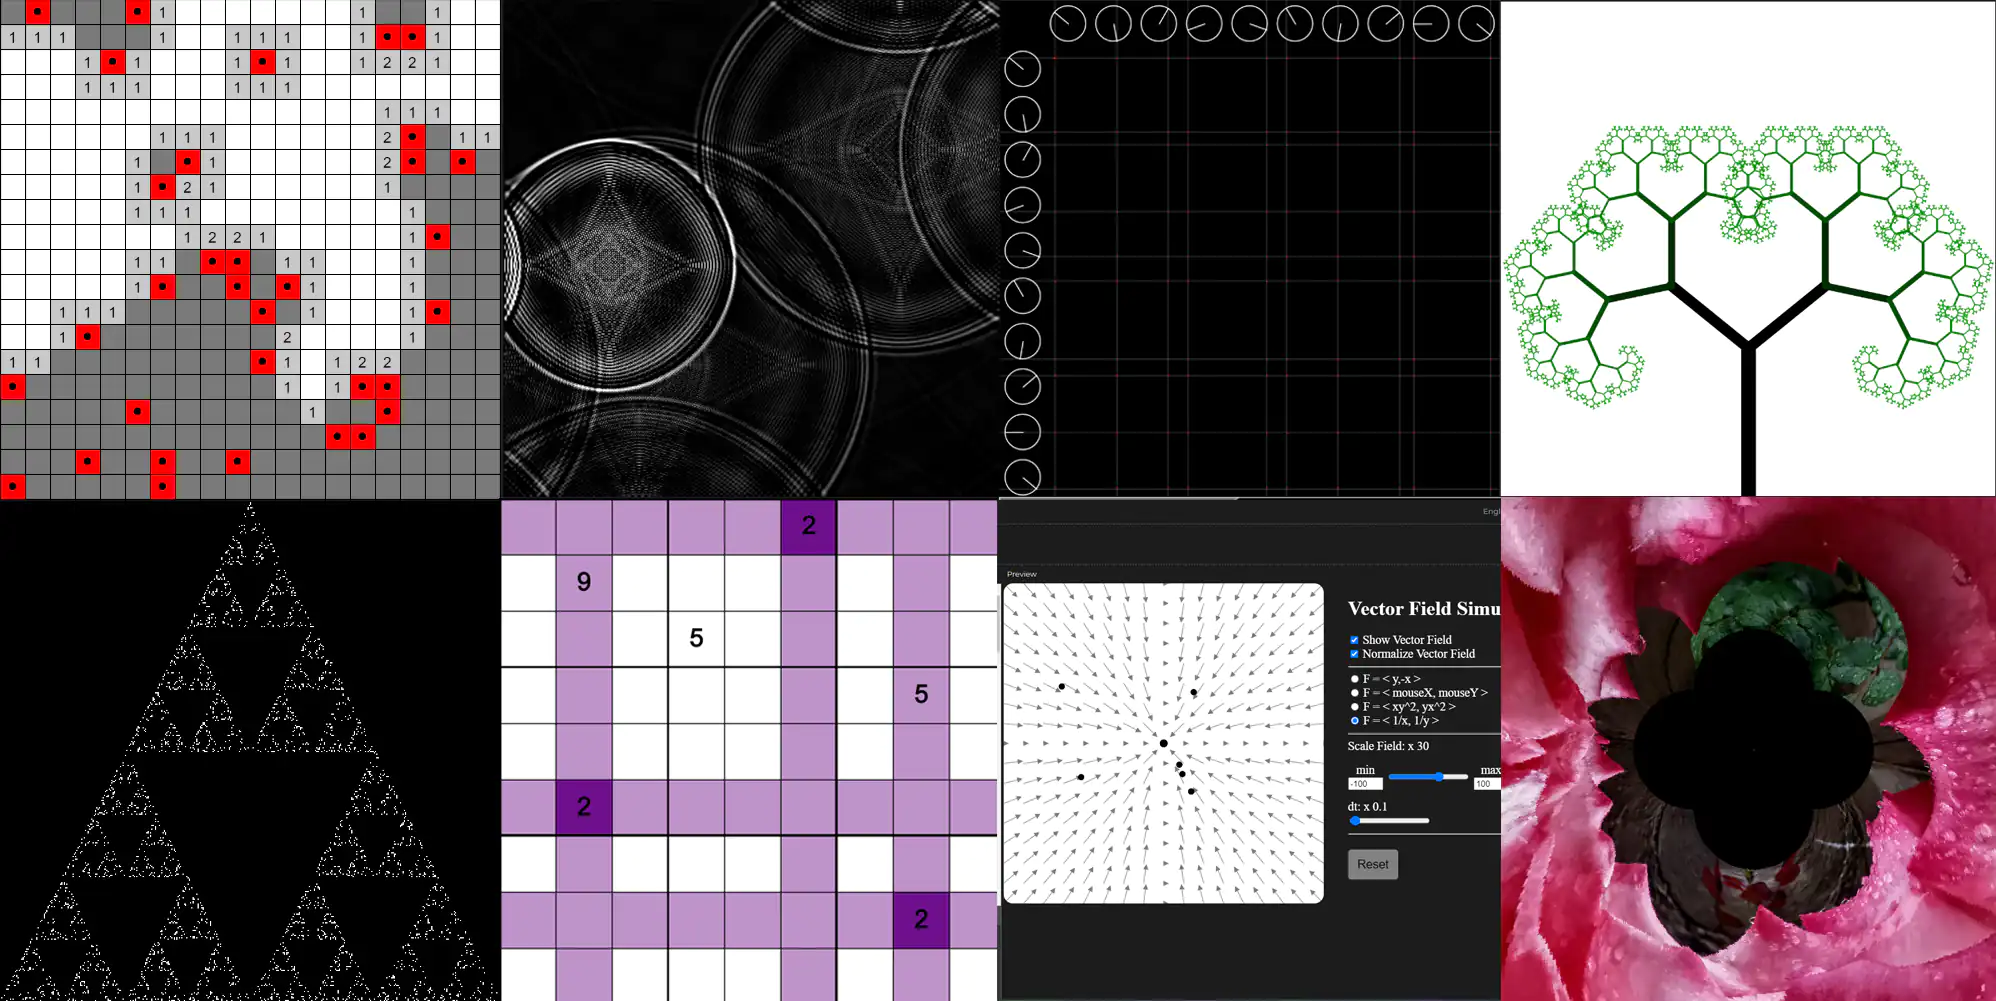 1 1 1
1 1 1 1 1 1 1 1 1
1 1 1 1 1 2 2 1
1 1 1 1 1 1
1 1 1
1 1 1 2 1 1
1 1 2
1 2 1 1
1 1 1 1
1 2 2 1 1
1 1 1 1 1
1 1 1
1 1 1 1 1
1 2 1
1 1 1 1 2 2
1 1
1
2
9
5
5
2
2
Engl
Preview
Vector Field Simu
Show Vector Field
Normalize Vector Field
F = < y,-x >
F = < mouseX, mouseY >
F = < xy^2, yx^2 >
F = < 1/x, 1/y >
Scale Field: x 30
min max
-100 100
dt: x 0.1
Reset